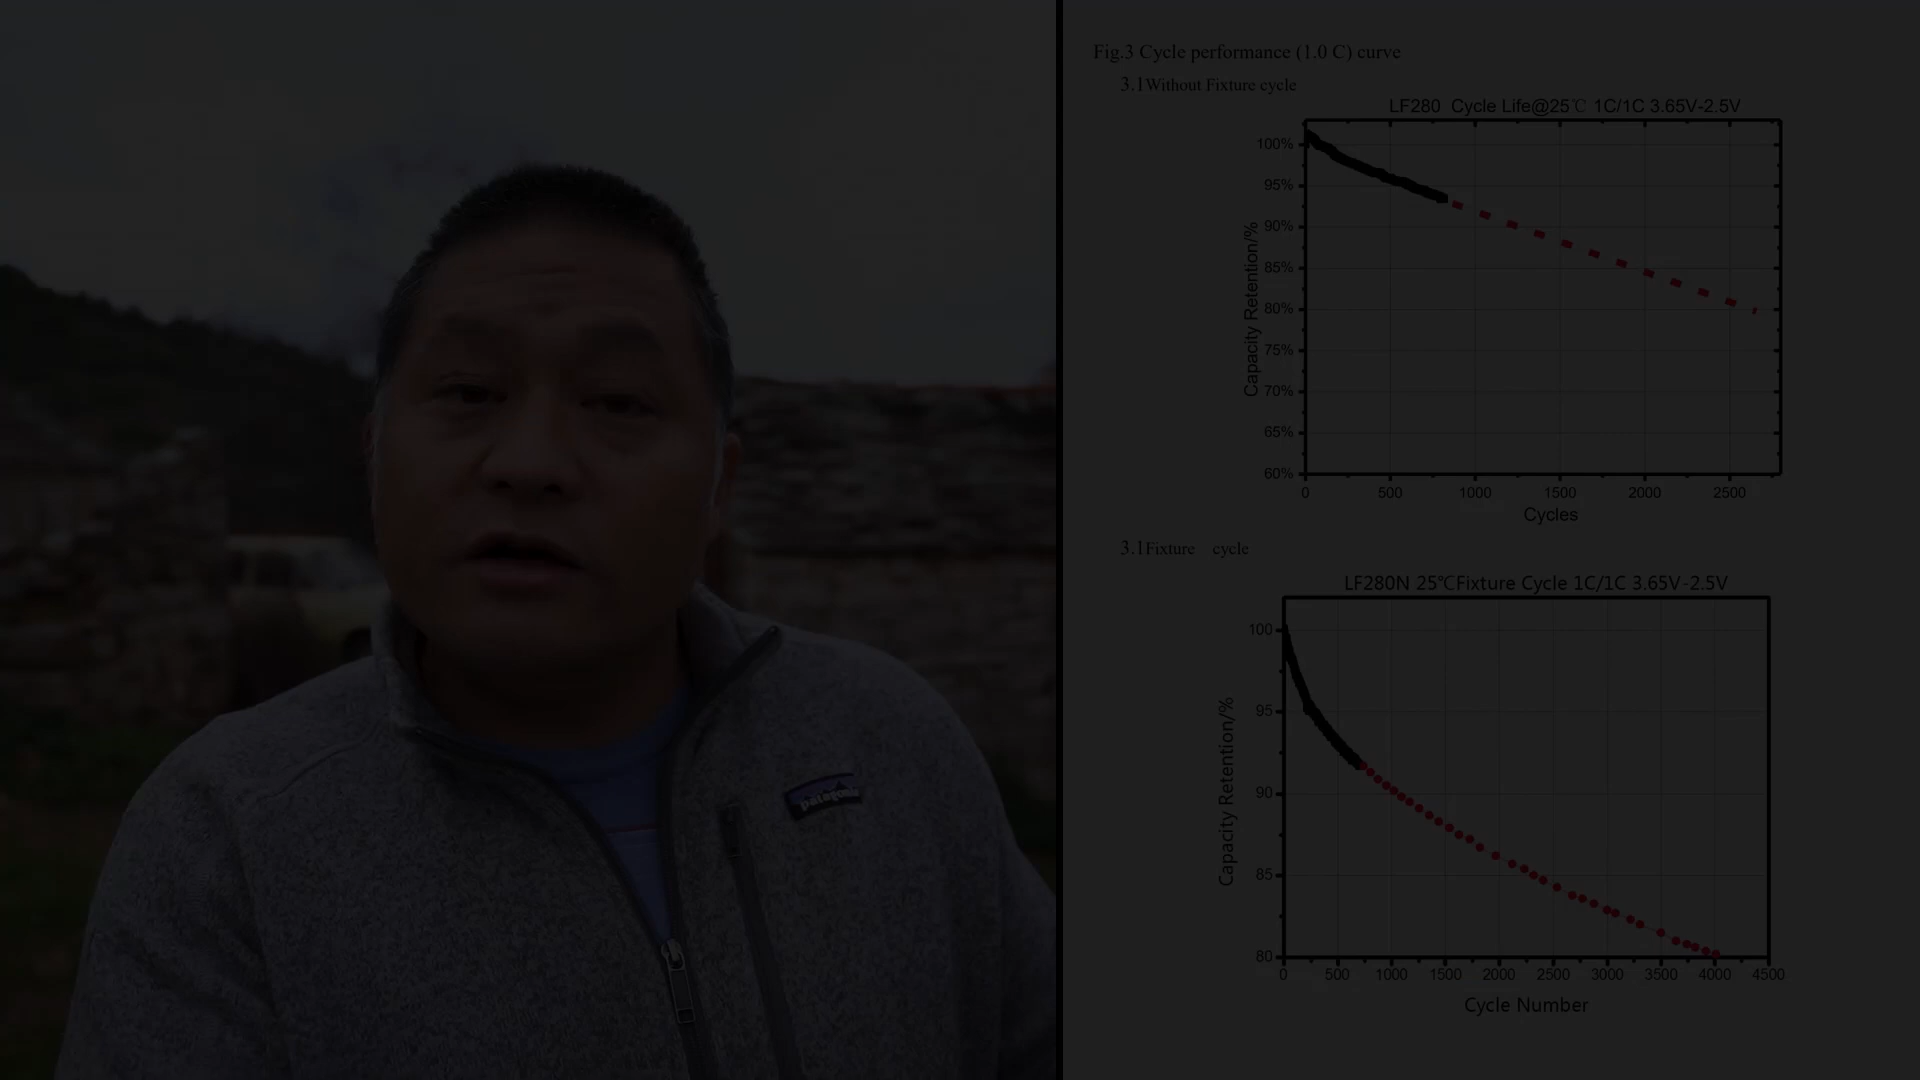 patagonia
Fig.3 Cycle performance (1.0 C) curve
3.1Without Fixture cycle
LF280 Cycle Life@25℃ 1C/1C 3.65V-2.5V
Capacity Retention/%
100%
95%
90%
85%
80%
75%
70%
65%
60%
0 500 1000 1500 2000 2500
Cycles
3.1Fixture cycle
LF280N 25℃Fixture Cycle 1C/1C 3.65V-2.5V
Capacity Retention/%
100
95
90
85
80
0 500 1000 1500 2000 2500 3000 3500 4000 4500
Cycle Number